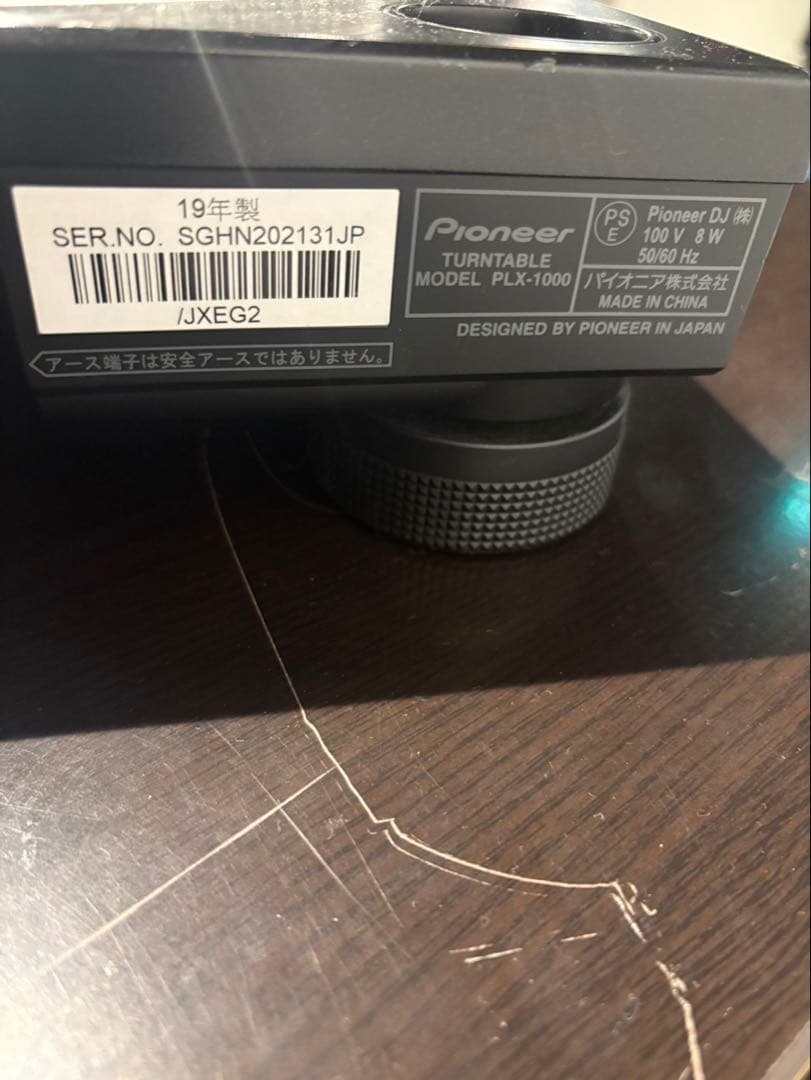 19年製
SER.NO. SGHN202131JP
/JXEG2
アース端子は安全アースではありません。
Pioneer
TURNTABLE
MODEL PLX-1000
PS
E
Pioneer DJ ㈱
100 V 8 W
50/60 Hz
パイオニア株式会社
MADE IN CHINA
DESIGNED BY PIONEER IN JAPAN